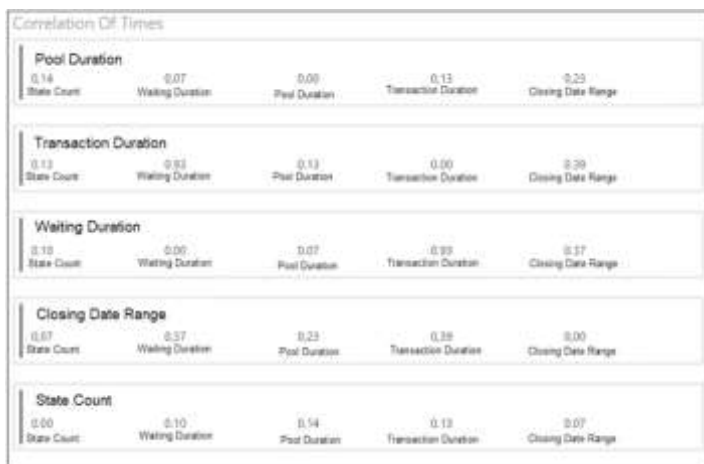 Correlation Of Times
Pool Duration
0,14 0,07 0,00 0,13 0,23
State Count Waiting Duration Pool Duration Transaction Duration Closing Date Range
Transaction Duration
0,13 0,93 0,13 0,00 0,39
State Count Waiting Duration Pool Duration Transaction Duration Closing Date Range
Waiting Duration
0,10 0,00 0,07 0,93 0,37
State Count Waiting Duration Pool Duration Transaction Duration Closing Date Range
Closing Date Range
0,07 0,37 0,23 0,39 0,00
State Count Waiting Duration Pool Duration Transaction Duration Closing Date Range
State Count
0,00 0,10 0,14 0,13 0,07
State Count Waiting Duration Pool Duration Transaction Duration Closing Date Range